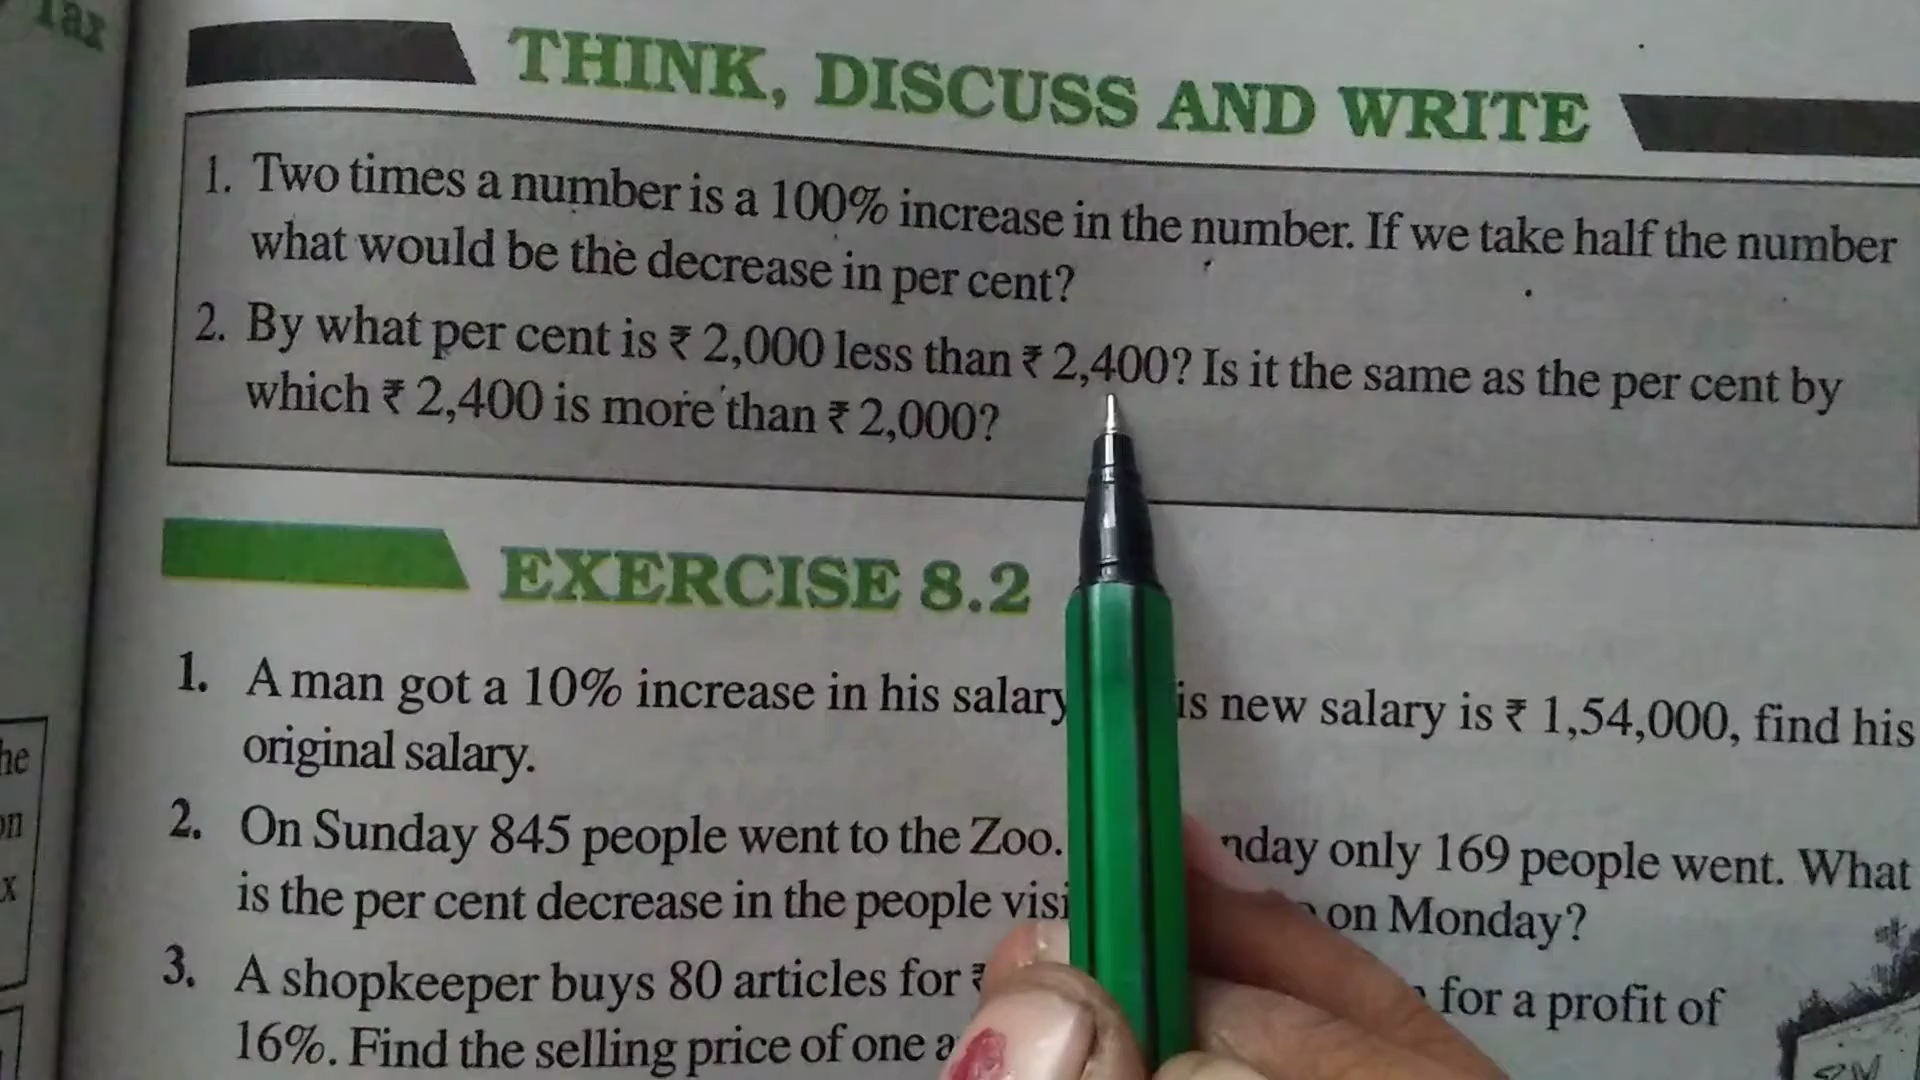 Tax
THINK, DISCUSS AND WRITE
1. Two times a number is a 100% increase in the number. If we take half the number
what would be the decrease in per cent?
2. By what per cent is ₹ 2,000 less than ₹ 2,400? Is it the same as the per cent by
which ₹ 2,400 is more than ₹ 2,000?
EXERCISE 8.2
1. A man got a 10% increase in his salary is new salary is ₹ 1,54,000, find his
original salary.
2. On Sunday 845 people went to the Zoo. nday only 169 people went. What
is the per cent decrease in the people visi on Monday?
3. A shopkeeper buys 80 articles for ₹ for a profit of
16%. Find the selling price of one a
he
on
x